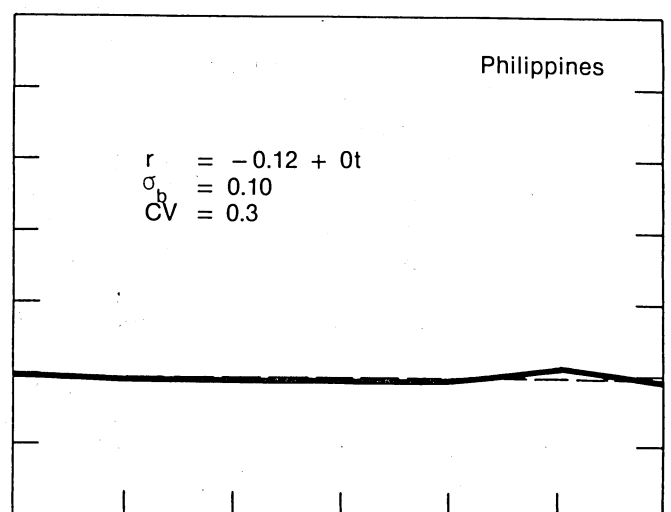 Philippines
r = −0.12 + 0t
σb = 0.10
CV = 0.3